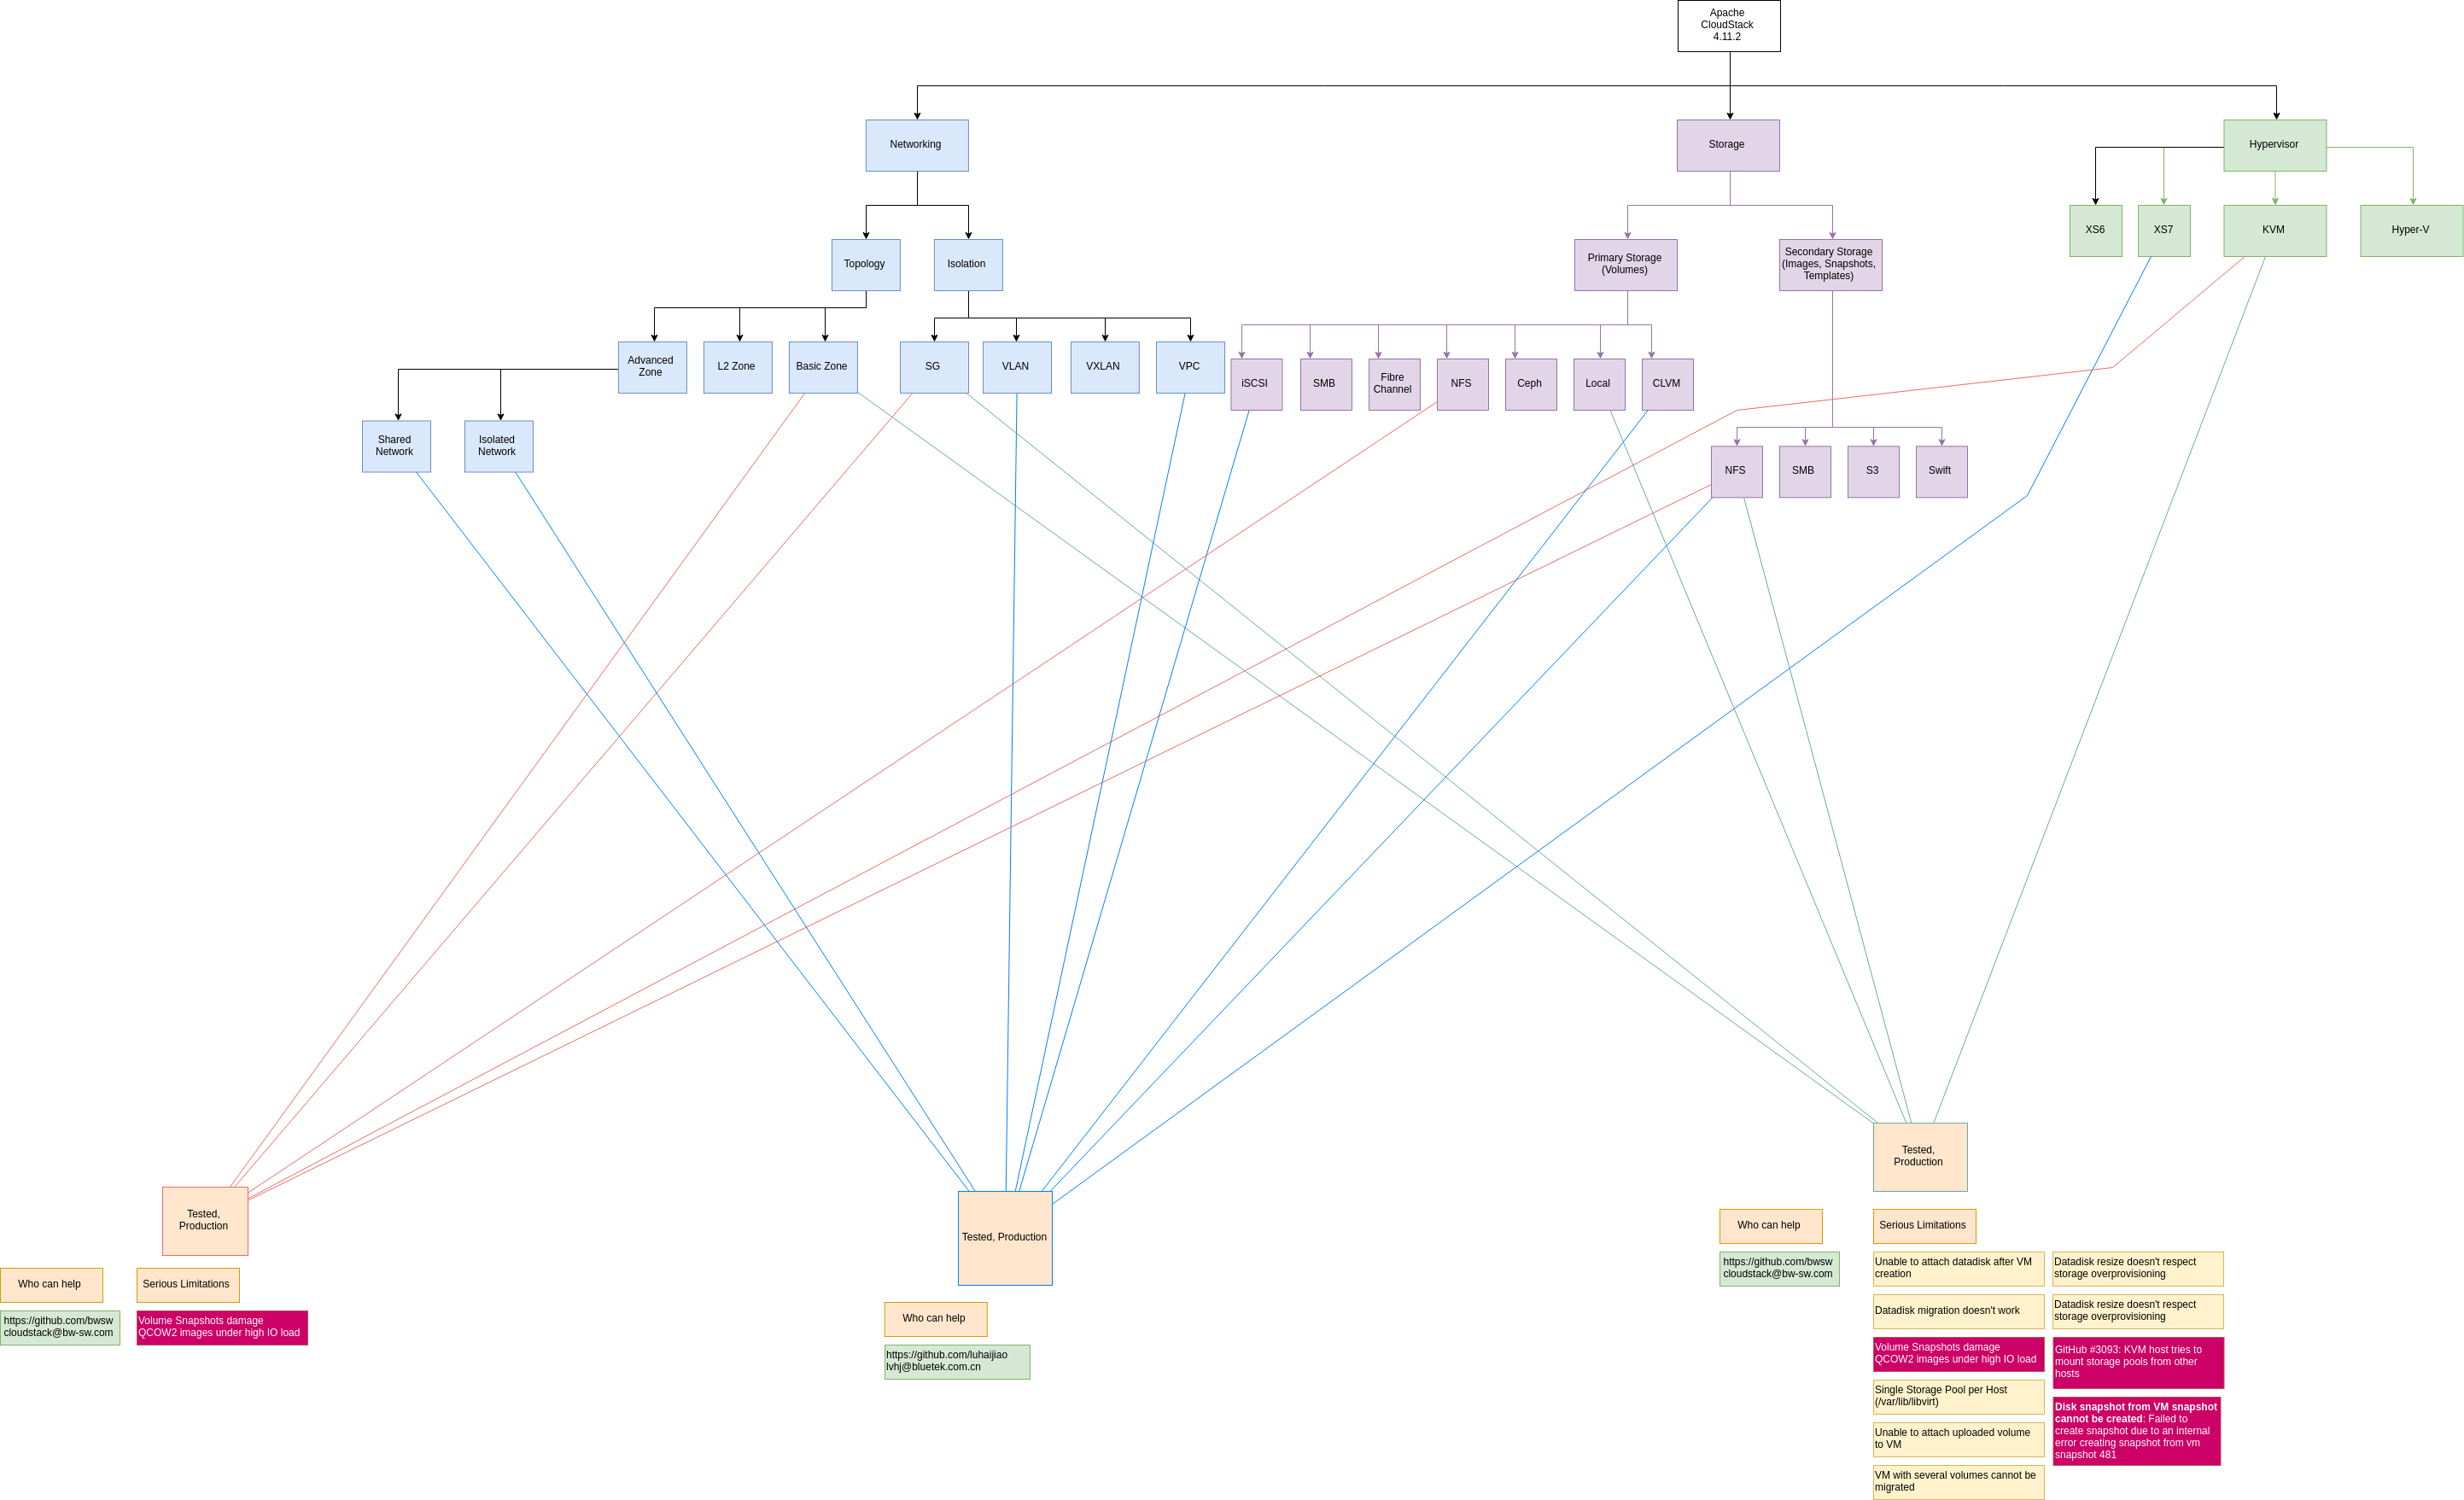 Apache
CloudStack
4.11.2
Networking
Storage
Hypervisor
XS6
XS7
KVM
Hyper-V
Topology
Isolation
Primary Storage
(Volumes)
Secondary Storage
(Images, Snapshots,
Templates)
Advanced
Zone
L2 Zone
Basic Zone
SG
VLAN
VXLAN
VPC
iSCSI
SMB
Fibre
Channel
NFS
Ceph
Local
CLVM
Shared
Network
Isolated
Network
NFS
SMB
S3
Swift
Tested,
Production
Who can help
https://github.com/bwsw
cloudstack@bw-sw.com
Serious Limitations
Volume Snapshots damage
QCOW2 images under high IO load
Tested, Production
Who can help
https://github.com/luhaijiao
lvhj@bluetek.com.cn
Tested,
Production
Who can help
https://github.com/bwsw
cloudstack@bw-sw.com
Serious Limitations
Unable to attach datadisk after VM
creation
Datadisk migration doesn't work
Volume Snapshots damage
QCOW2 images under high IO load
Single Storage Pool per Host
(/var/lib/libvirt)
Unable to attach uploaded volume
to VM
VM with several volumes cannot be
migrated
Datadisk resize doesn't respect
storage overprovisioning
Datadisk resize doesn't respect
storage overprovisioning
GitHub #3093: KVM host tries to
mount storage pools from other
hosts
Disk snapshot from VM snapshot
cannot be created: Failed to
create snapshot due to an internal
error creating snapshot from vm
snapshot 481